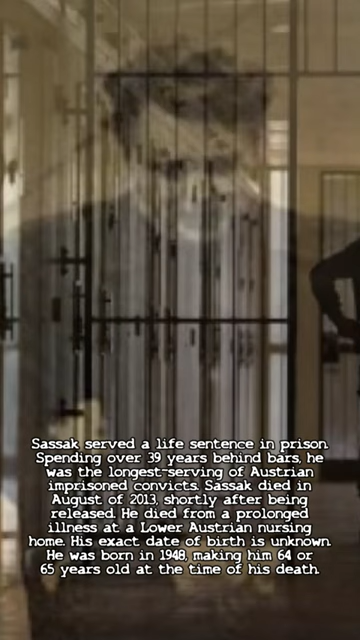 Sassak served a life sentence in prison.
Spending over 39 years behind bars, he
was the longest-serving of Austrian
imprisoned convicts. Sassak died in
August of 2013, shortly after being
released. He died from a prolonged
illness at a Lower Austrian nursing
home. His exact date of birth is unknown.
He was born in 1948, making him 64 or
65 years old at the time of his death.